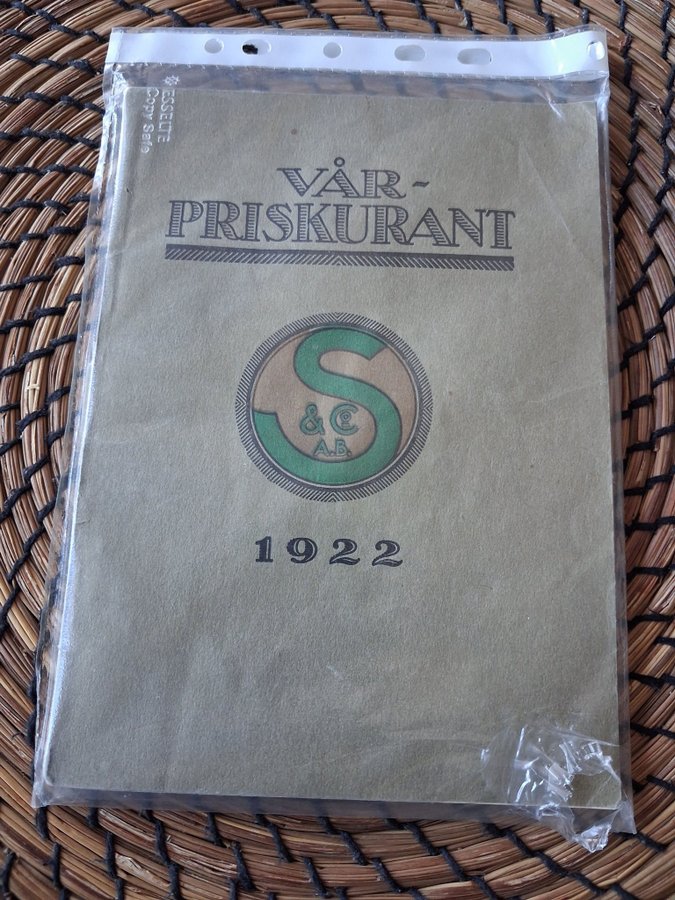 ESSELTE
Copy Safe
VÅR-
PRISKURANT
S
& Co
A.B.
1922